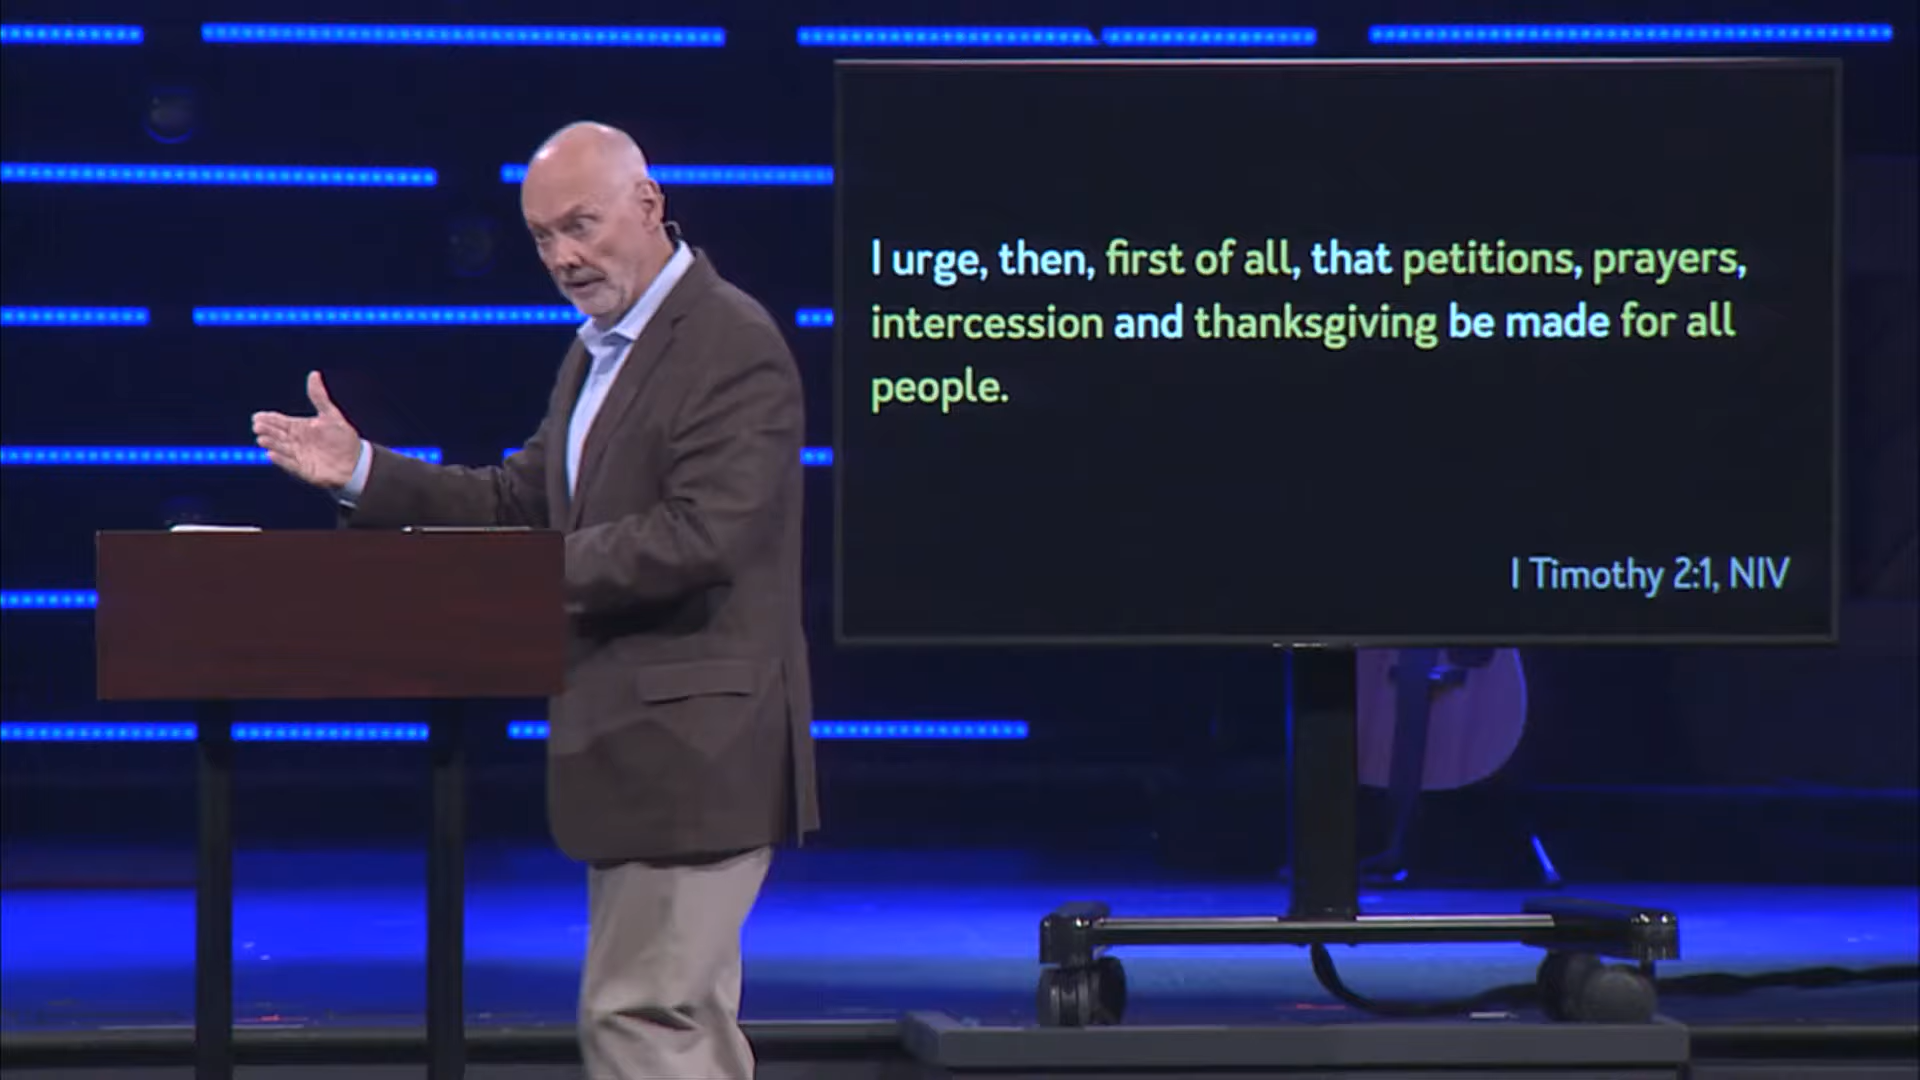 I urge, then, first of all, that petitions, prayers,
intercession and thanksgiving be made for all
people.
I Timothy 2:1, NIV